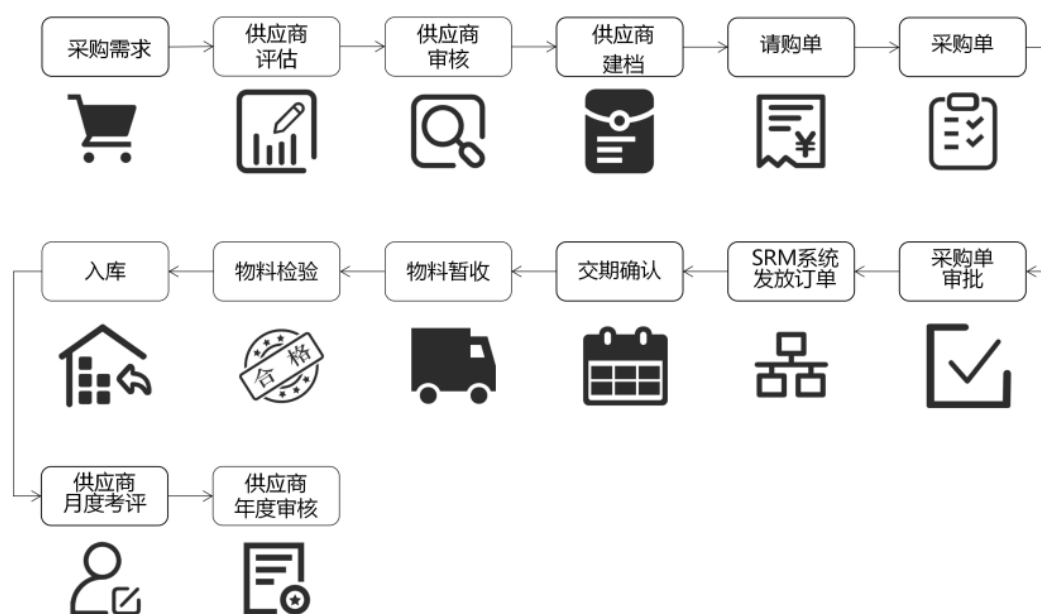 采购需求
供应商
评估
供应商
审核
供应商
建档
请购单
采购单
¥
采购单
审批
SRM系统
发放订单
交期确认
物料暂收
物料检验
入库
合格
供应商
月度考评
供应商
年度审核